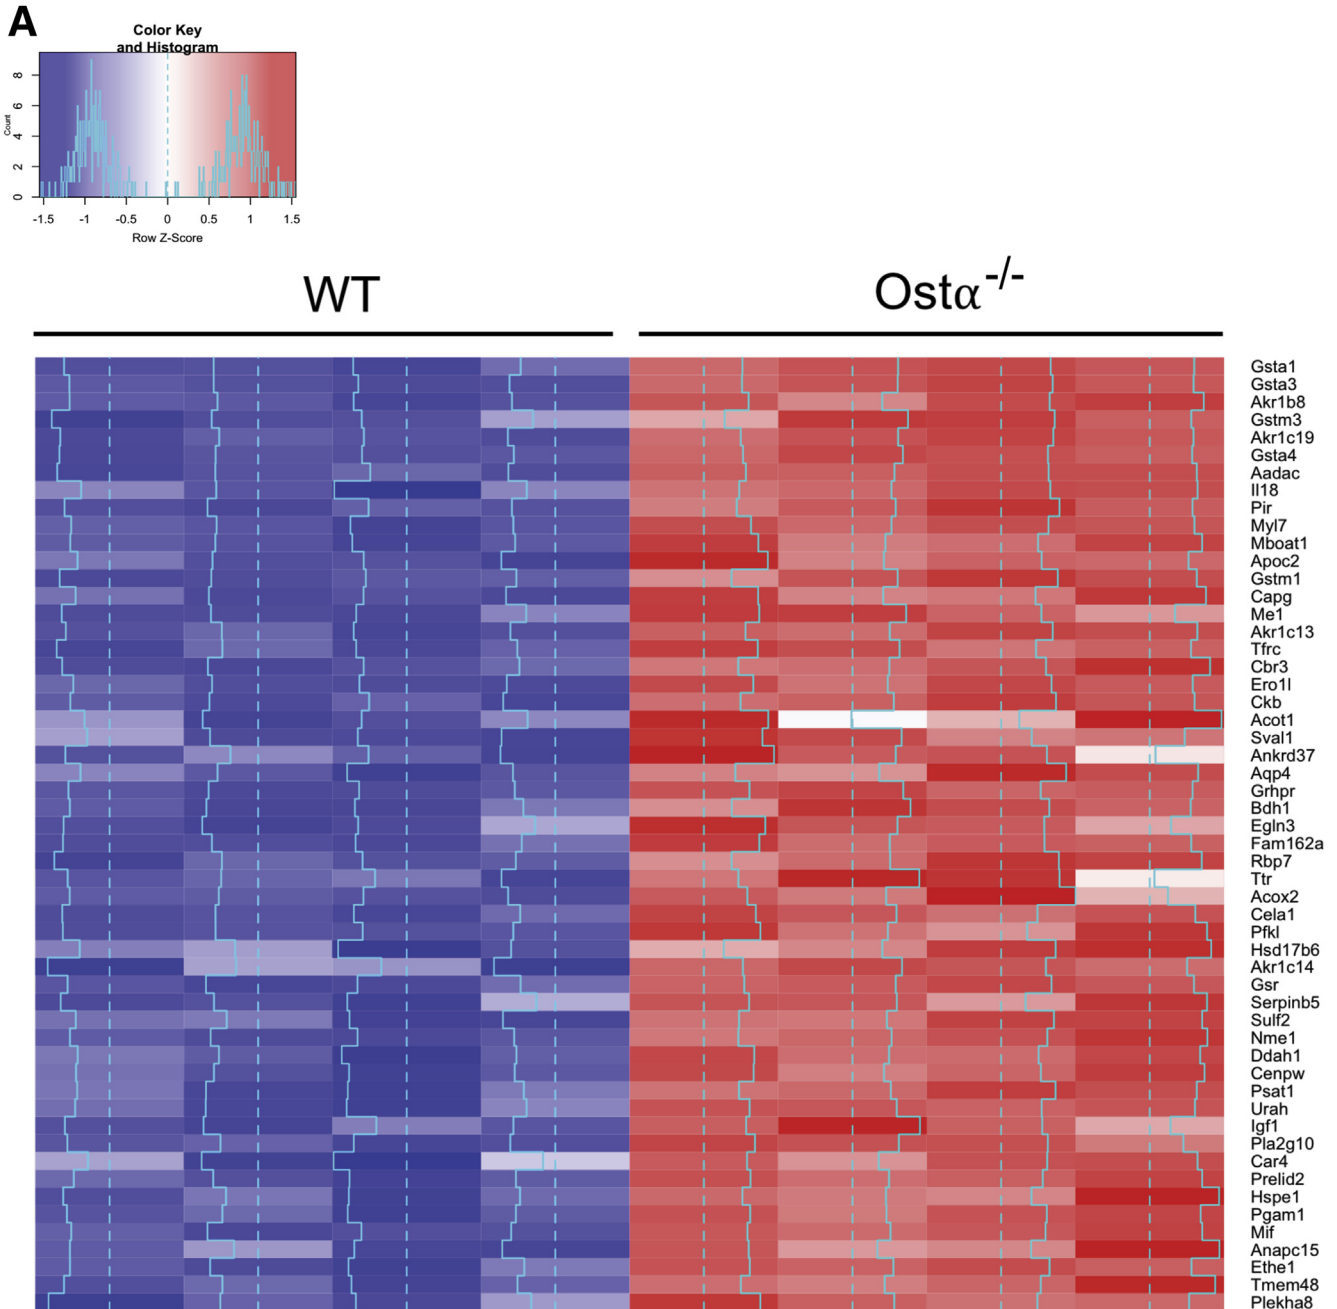 A
Color Key
and Histogram
Count
0 2 4 6 8
-1.5 -1 -0.5 0 0.5 1 1.5
Row Z-Score
WT
Ostα-/-
Gsta1
Gsta3
Akr1b8
Gstm3
Akr1c19
Gsta4
Aadac
Il18
Pir
Myl7
Mboat1
Apoc2
Gstm1
Capg
Me1
Akr1c13
Tfrc
Cbr3
Ero1l
Ckb
Acot1
Sval1
Ankrd37
Aqp4
Grhpr
Bdh1
Egln3
Fam162a
Rbp7
Ttr
Acox2
Cela1
Pfkl
Hsd17b6
Akr1c14
Gsr
Serpinb5
Sulf2
Nme1
Ddah1
Cenpw
Psat1
Urah
Igf1
Pla2g10
Car4
Prelid2
Hspe1
Pgam1
Mif
Anapc15
Ethe1
Tmem48
Plekha8